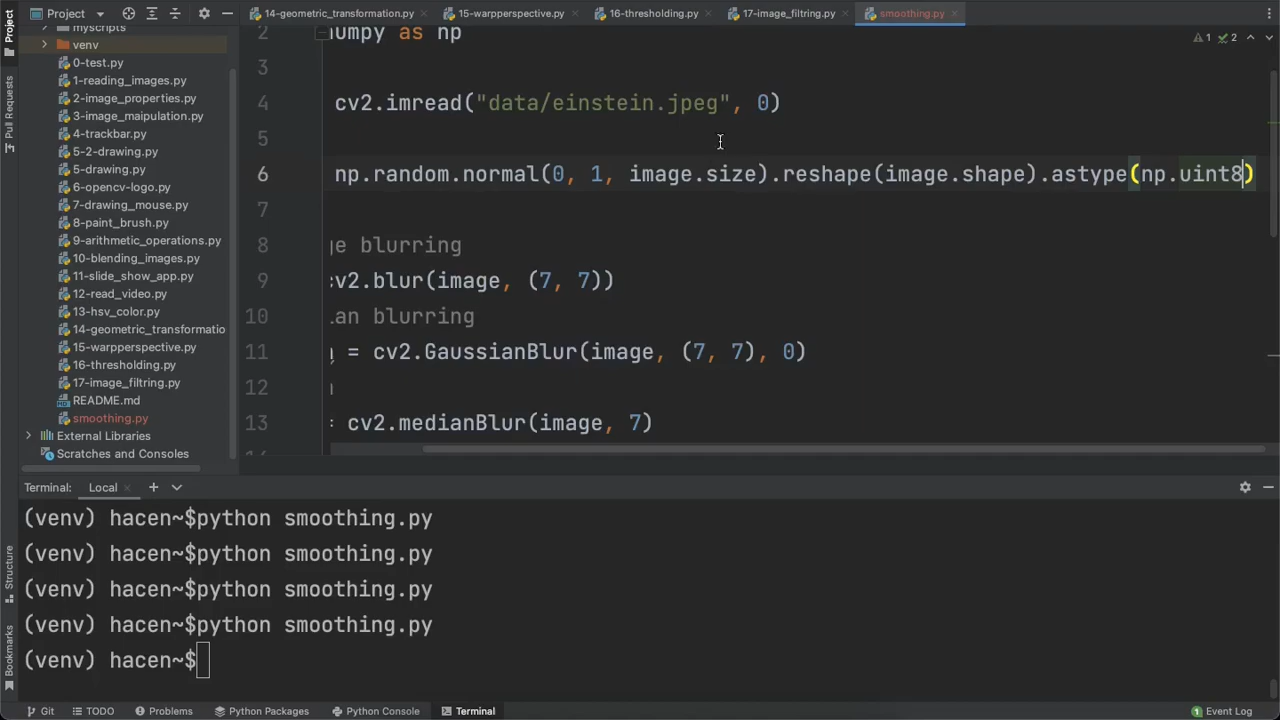 Project
14-geometric_transformation.py
15-warpperspective.py
16-thresholding.py
17-image_filtring.py
smoothing.py
Project
Pull Requests
Structure
Bookmarks
myscripts
venv
0-test.py
1-reading_images.py
2-image_properties.py
3-image_maipulation.py
4-trackbar.py
5-2-drawing.py
5-drawing.py
6-opencv-logo.py
7-drawing_mouse.py
8-paint_brush.py
9-arithmetic_operations.py
10-blending_images.py
11-slide_show_app.py
12-read_video.py
13-hsv_color.py
14-geometric_transformatio
15-warpperspective.py
16-thresholding.py
17-image_filtring.py
README.md
smoothing.py
External Libraries
Scratches and Consoles
1 2
2 numpy as np
3
4 cv2.imread("data/einstein.jpeg", 0)
5
6 np.random.normal(0, 1, image.size).reshape(image.shape).astype(np.uint8)
7
8 ge blurring
9 cv2.blur(image, (7, 7))
10 ian blurring
11 = cv2.GaussianBlur(image, (7, 7), 0)
12
13 = cv2.medianBlur(image, 7)
Terminal: Local
(venv) hacen~$python smoothing.py
(venv) hacen~$python smoothing.py
(venv) hacen~$python smoothing.py
(venv) hacen~$python smoothing.py
(venv) hacen~$
Git TODO Problems Python Packages Python Console Terminal 1 Event Log